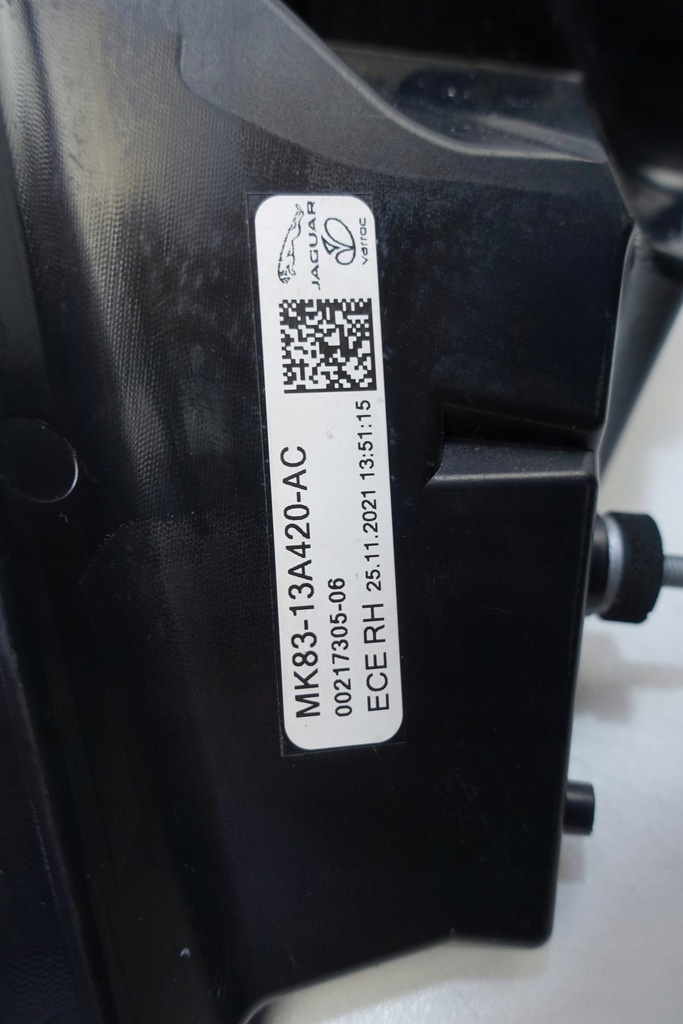 JAGUAR
varroc
MK83-13A420-AC
00217305-06
ECE RH 25.11.2021 13:51:15